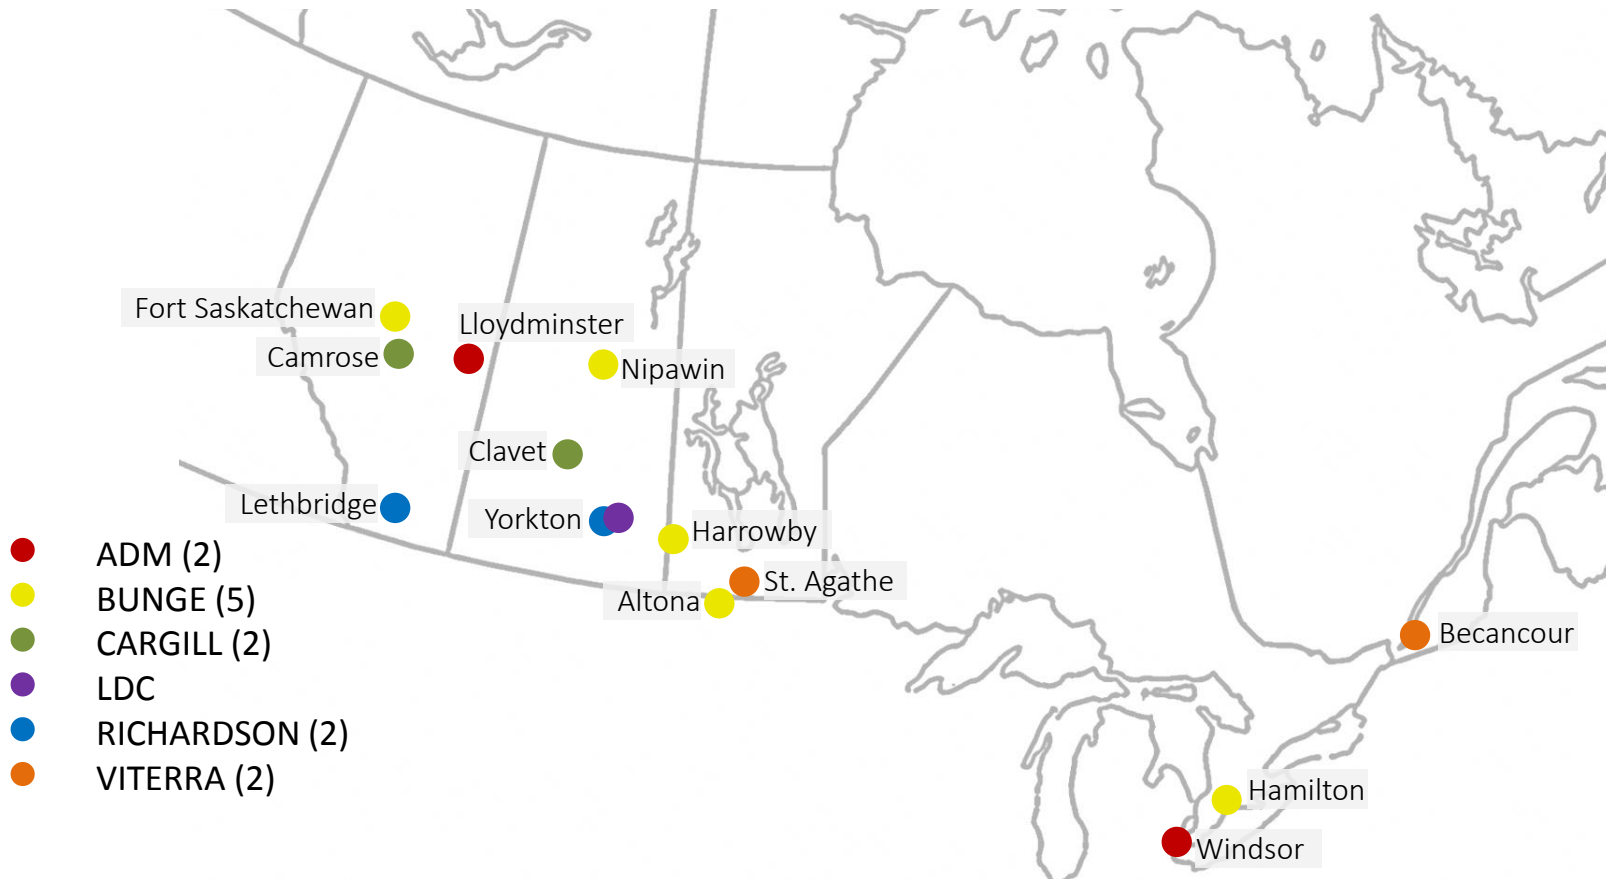 Fort Saskatchewan
Lloydminster
Camrose
Nipawin
Clavet
Lethbridge
Yorkton
Harrowby
St. Agathe
Altona
Becancour
Hamilton
Windsor
ADM (2)
BUNGE (5)
CARGILL (2)
LDC
RICHARDSON (2)
VITERRA (2)